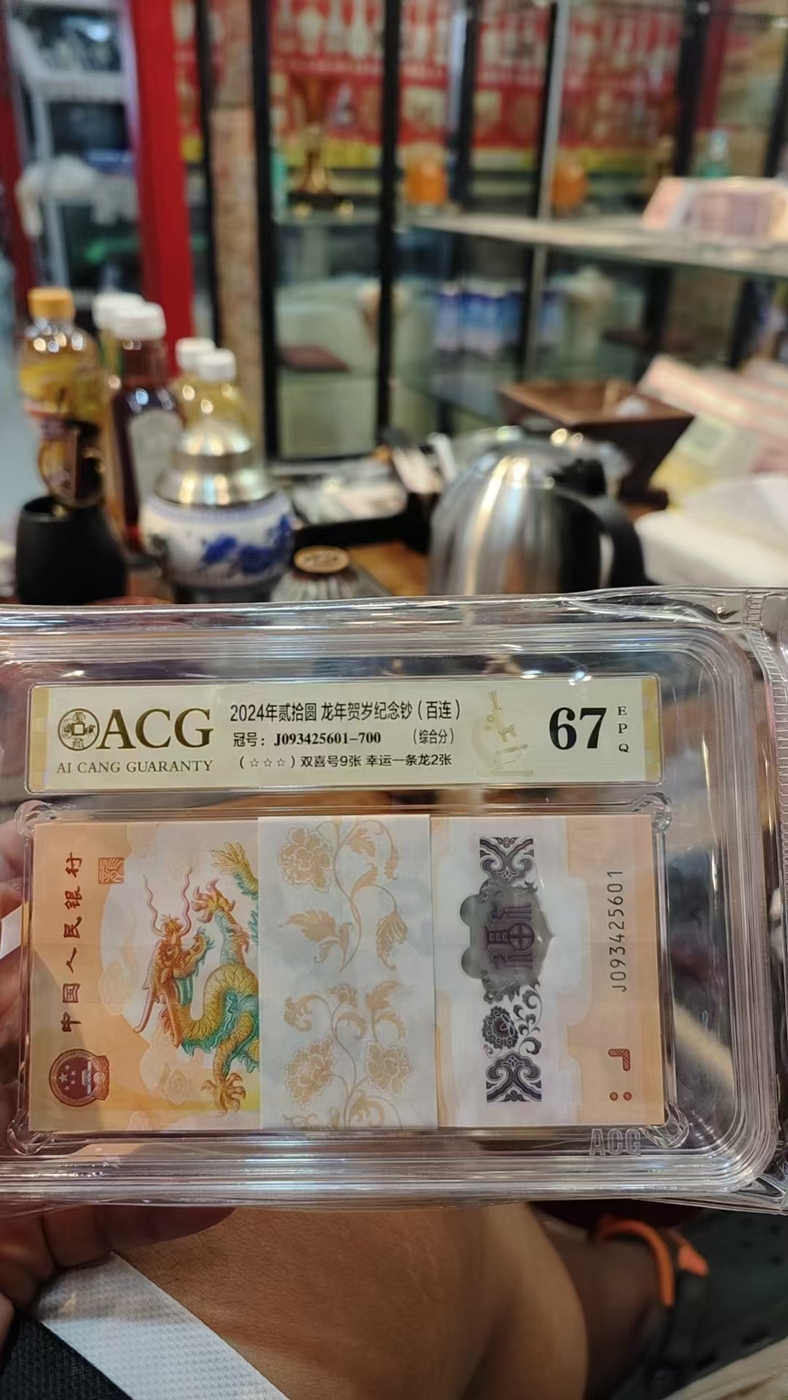 ACG
AI CANG GUARANTY
2024年贰拾圆 龙年贺岁纪念钞（百连）
冠号：J093425601-700 （综合分）
（☆☆☆）双喜号9张 幸运一条龙2张
67
EPQ
中国人民银行
J093425601
ACG